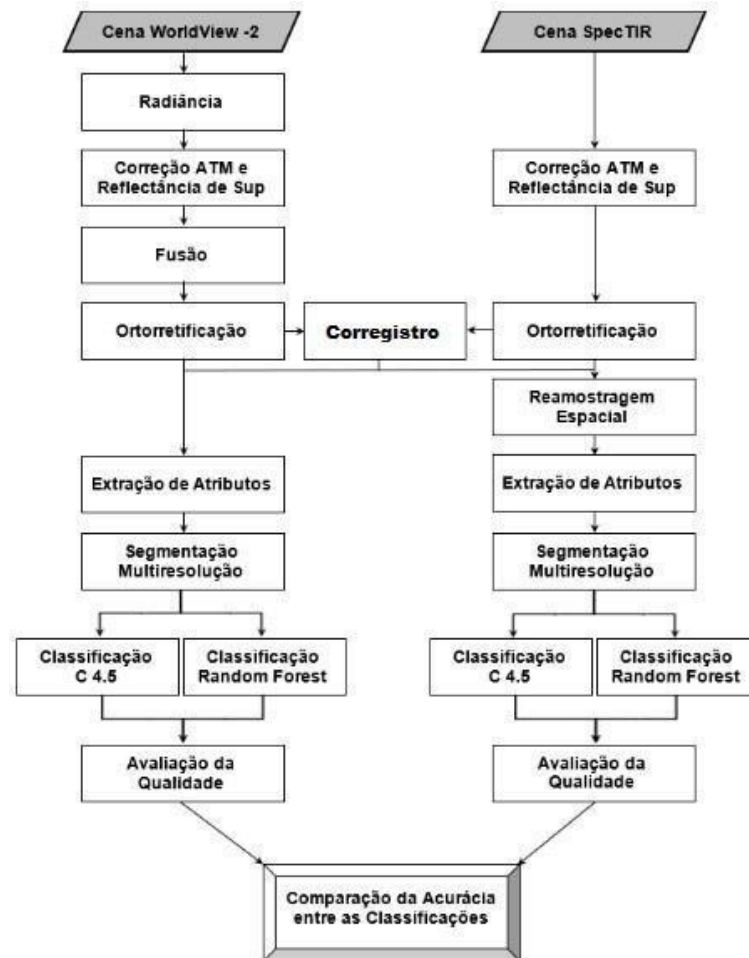 Cena WorldView -2
Cena SpecTIR
Radiância
Correção ATM e
Reflectância de Sup
Correção ATM e
Reflectância de Sup
Fusão
Ortorretificação
Corregistro
Ortorretificação
Reamostragem
Espacial
Extração de Atributos
Extração de Atributos
Segmentação
Multiresolução
Segmentação
Multiresolução
Classificação
C 4.5
Classificação
Random Forest
Classificação
C 4.5
Classificação
Random Forest
Avaliação da
Qualidade
Avaliação da
Qualidade
Comparação da Acurácia
entre as Classificações